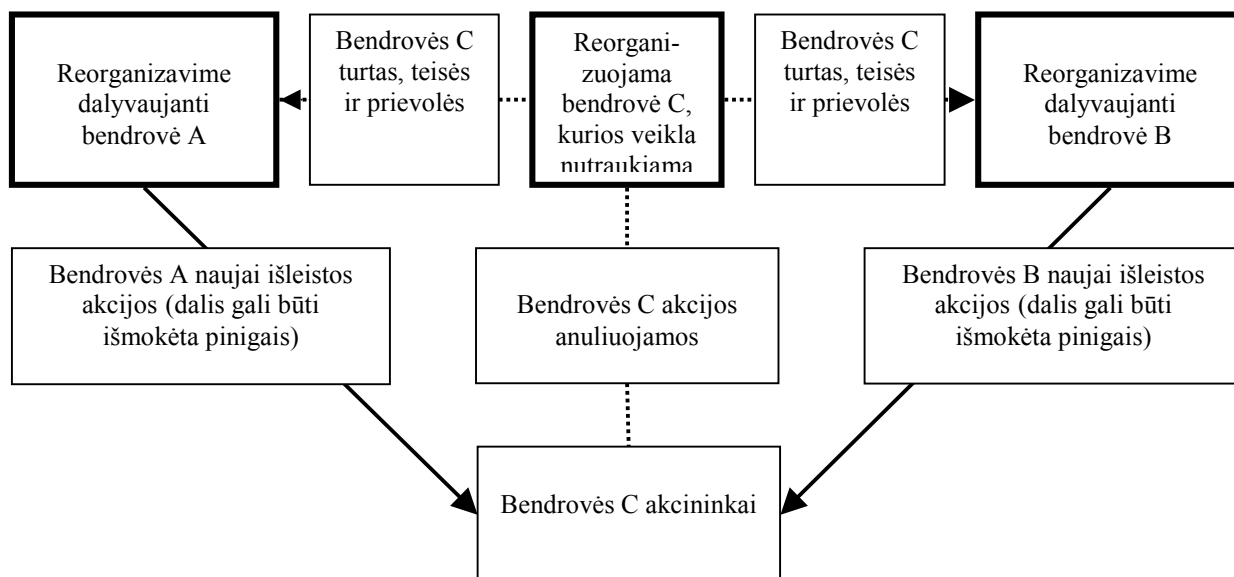 Reorganizavime
dalyvaujanti
bendrovė A
Bendrovės C
turtas, teisės
ir prievolės
Reorgani-
zuojama
bendrovė C,
kurios veikla
nutraukiama
Bendrovės C
turtas, teisės
ir prievolės
Reorganizavime
dalyvaujanti
bendrovė B
Bendrovės A naujai išleistos
akcijos (dalis gali būti
išmokėta pinigais)
Bendrovės C akcijos
anuliuojamos
Bendrovės B naujai išleistos
akcijos (dalis gali būti
išmokėta pinigais)
Bendrovės C akcininkai